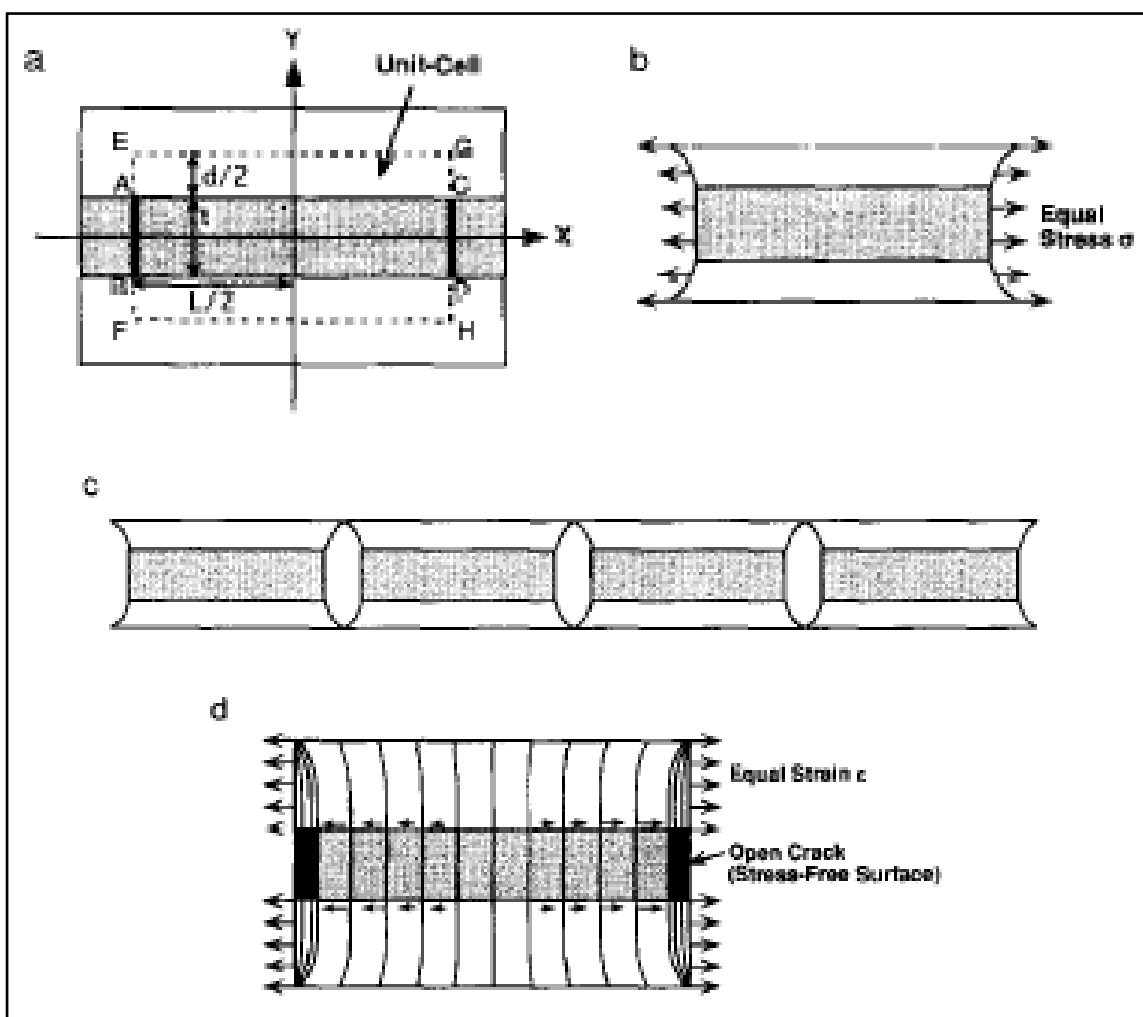 a
Y
Unit-Cell
E
G
d/2
A
C
t
X
B
L/2
D
F
H
b
Equal
Stress σ
c
d
Equal Strain ε
Open Crack
(Stress-Free Surface)